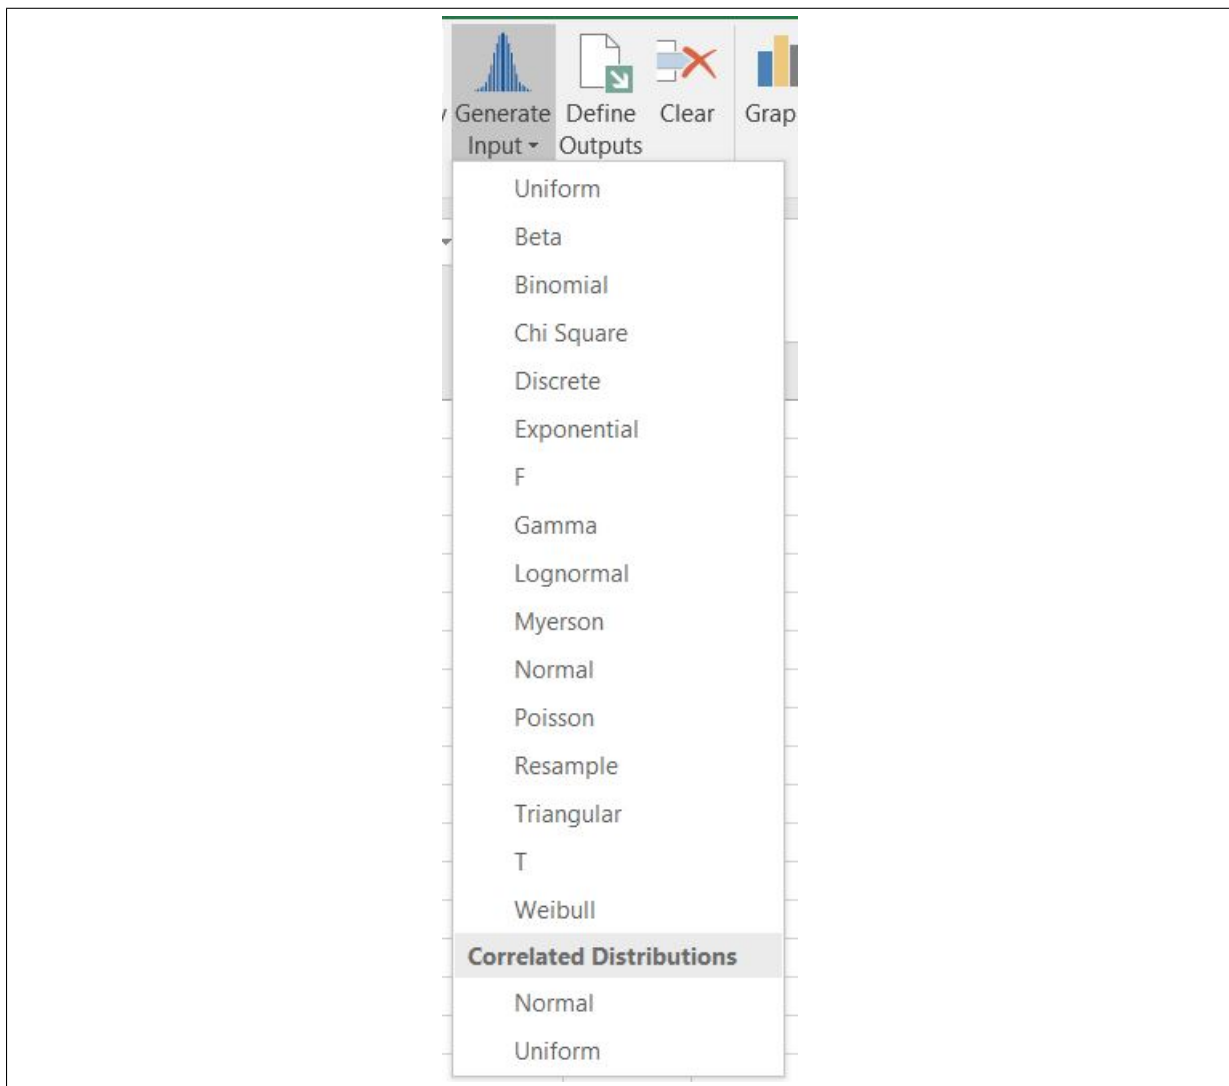 Generate Define Clear
Input Outputs
Uniform
Beta
Binomial
Chi Square
Discrete
Exponential
F
Gamma
Lognormal
Myerson
Normal
Poisson
Resample
Triangular
T
Weibull
Correlated Distributions
Normal
Uniform